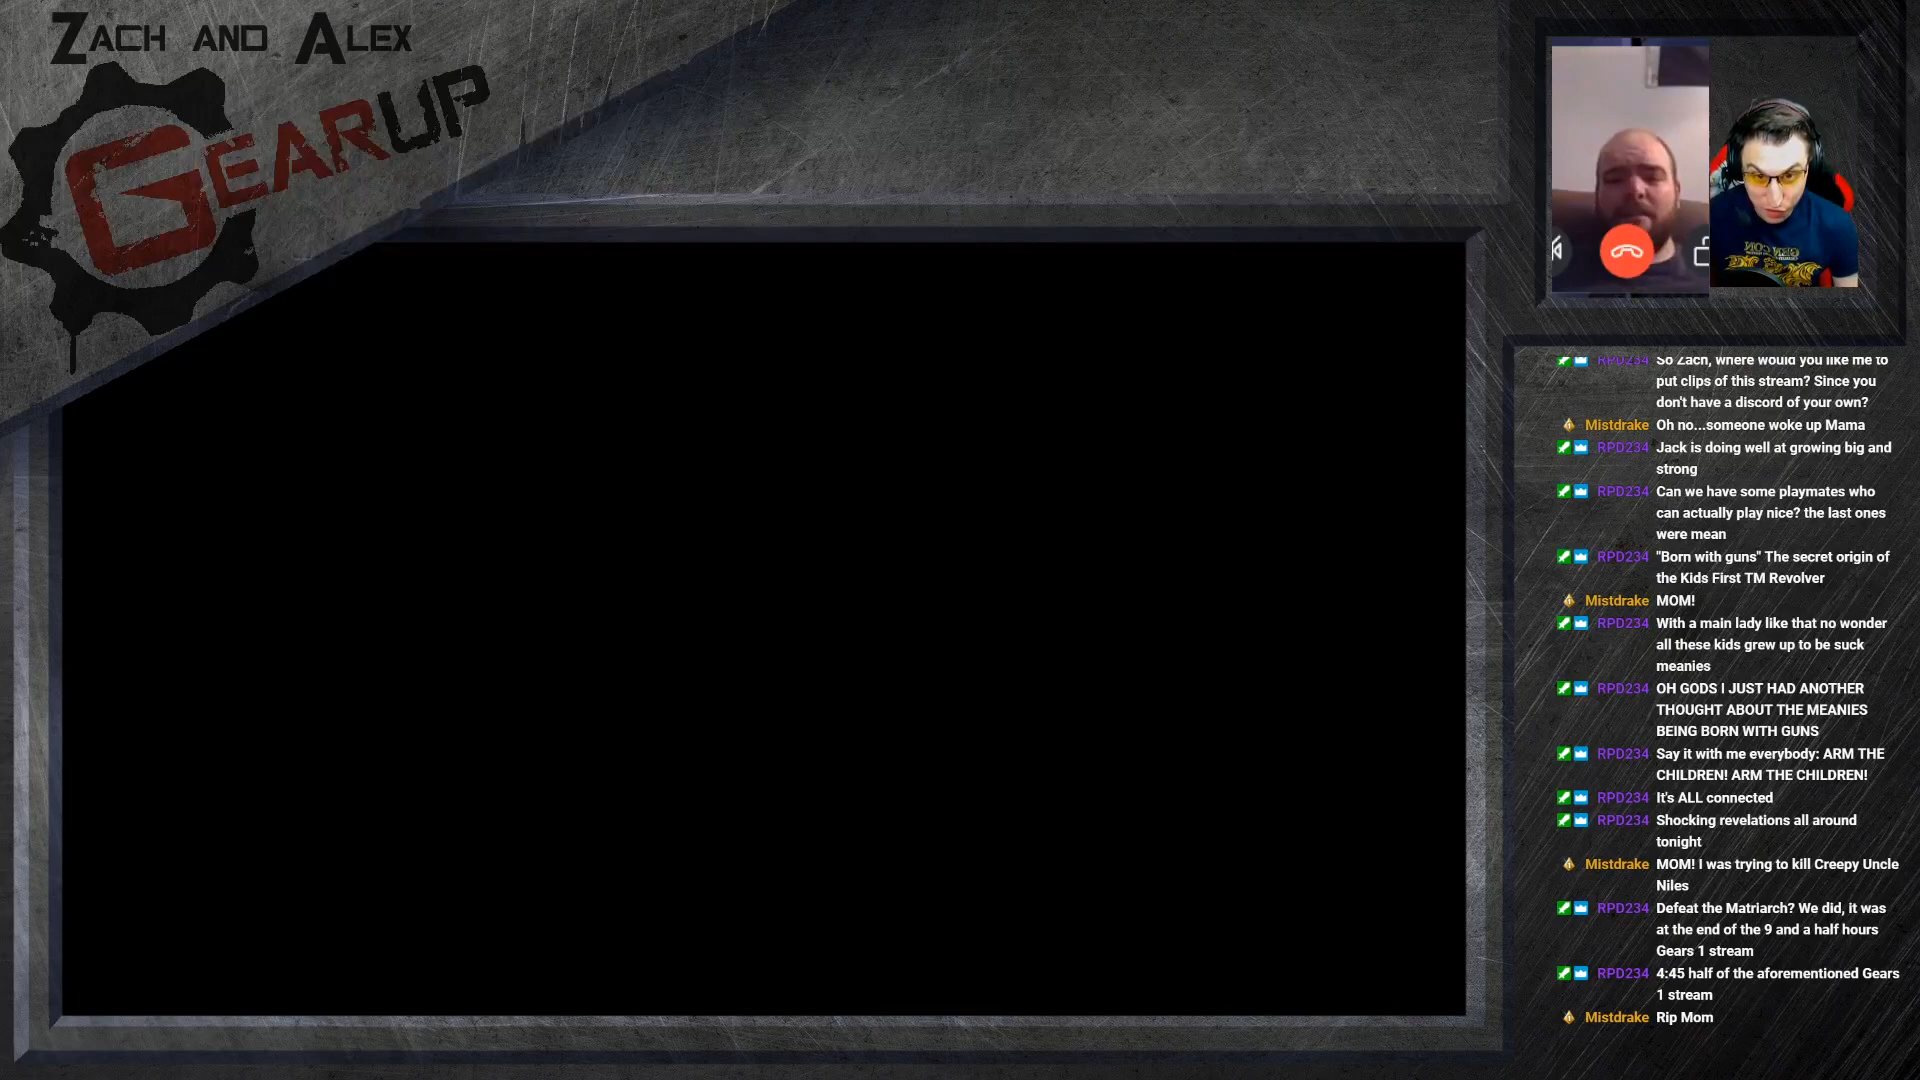 Zach and Alex
GearUp
GEN CON
RPD234 So Zach, where would you like me to
put clips of this stream? Since you
don't have a discord of your own?
Mistdrake Oh no...someone woke up Mama
RPD234 Jack is doing well at growing big and
strong
RPD234 Can we have some playmates who
can actually play nice? the last ones
were mean
RPD234 "Born with guns" The secret origin of
the Kids First TM Revolver
Mistdrake MOM!
RPD234 With a main lady like that no wonder
all these kids grew up to be suck
meanies
RPD234 OH GODS I JUST HAD ANOTHER
THOUGHT ABOUT THE MEANIES
BEING BORN WITH GUNS
RPD234 Say it with me everybody: ARM THE
CHILDREN! ARM THE CHILDREN!
RPD234 It's ALL connected
RPD234 Shocking revelations all around
tonight
Mistdrake MOM! I was trying to kill Creepy Uncle
Niles
RPD234 Defeat the Matriarch? We did, it was
at the end of the 9 and a half hours
Gears 1 stream
RPD234 4:45 half of the aforementioned Gears
1 stream
Mistdrake Rip Mom